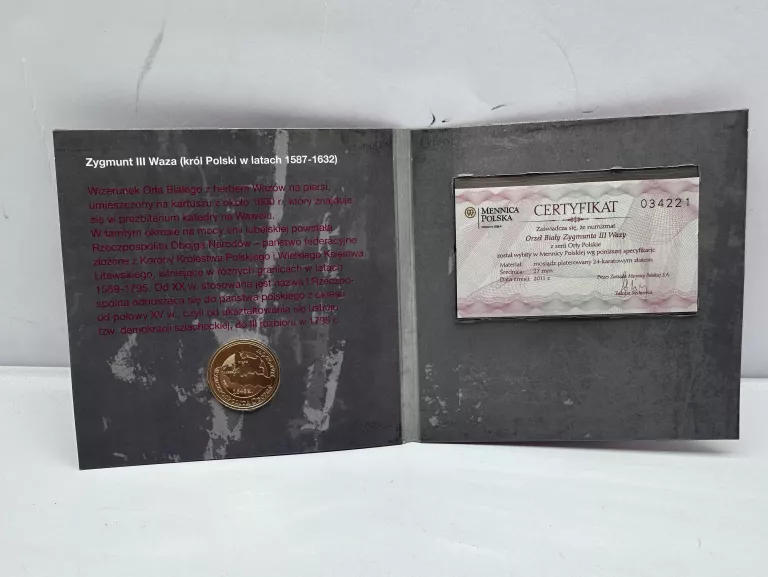 Zygmunt III Waza (król Polski w latach 1587-1632)
Wizerunek Orła Białego z herbem Wazów na piersi,
umieszczony na kartuszu z około 1600 r., który znajduje
się w prezbiterium katedry na Wawelu.
W tamtym okresie na mocy unii lubelskiej powstała
Rzeczpospolita Obojga Narodów – państwo federacyjne
złożone z Korony Królestwa Polskiego i Wielkiego Księstwa
Litewskiego, istniejące w różnych granicach w latach
1569-1795. Od XX w. stosowana jest nazwa I Rzeczpo-
spolita odnosząca się do państwa polskiego z okresu
od połowy XV w., czyli od ukształtowania się ustroju
tzw. demokracji szlacheckiej, do III rozbioru w 1795 r.
MENNICA
POLSKA
CERTYFIKAT
034221
Zaświadcza się, że numizmat
Orzeł Biały Zygmunta III Wazy
z serii Orły Polskie
został wybity w Mennicy Polskiej wg poniższej specyfikacji:
Materiał: mosiądz platerowany 24-karatowym złotem
Średnica: 27 mm
Data emisji: 2011 r.
Prezes Zarządu Mennicy Polskiej S.A.